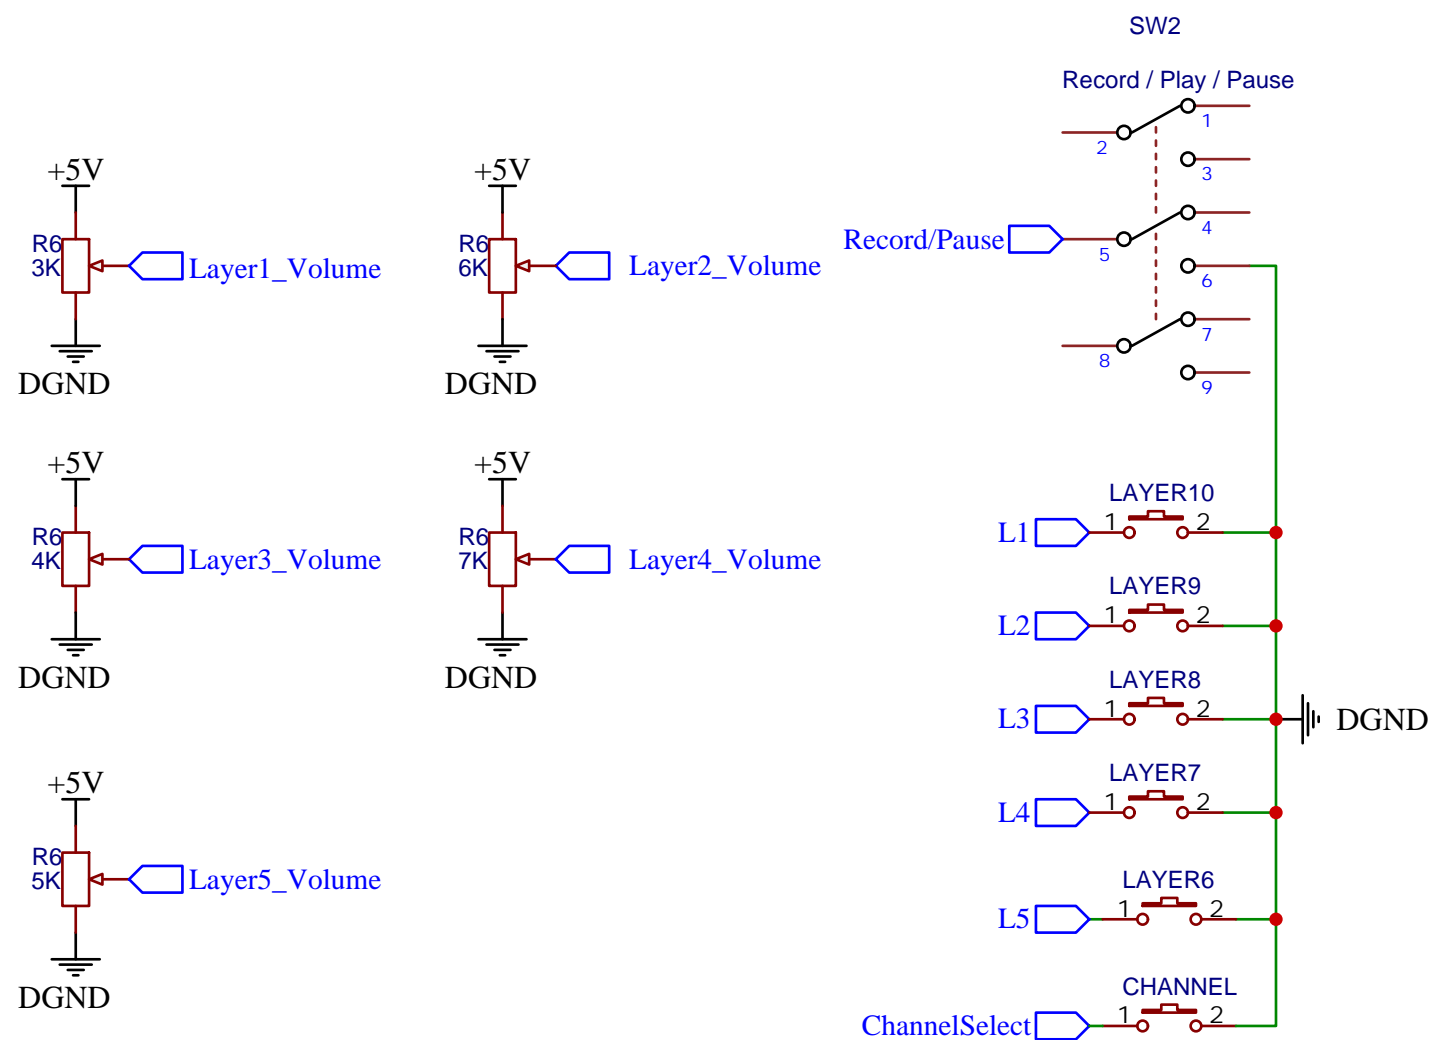 SW2
Record / Play / Pause
1
2
3
4
Record/Pause
5
6
7
8
9
+5V
R6
3K
Layer1_Volume
DGND
+5V
R6
6K
Layer2_Volume
DGND
+5V
R6
4K
Layer3_Volume
DGND
+5V
R6
7K
Layer4_Volume
DGND
+5V
R6
5K
Layer5_Volume
DGND
LAYER10
L1 1 2
LAYER9
L2 1 2
LAYER8
L3 1 2
DGND
LAYER7
L4 1 2
LAYER6
L5 1 2
CHANNEL
ChannelSelect 1 2